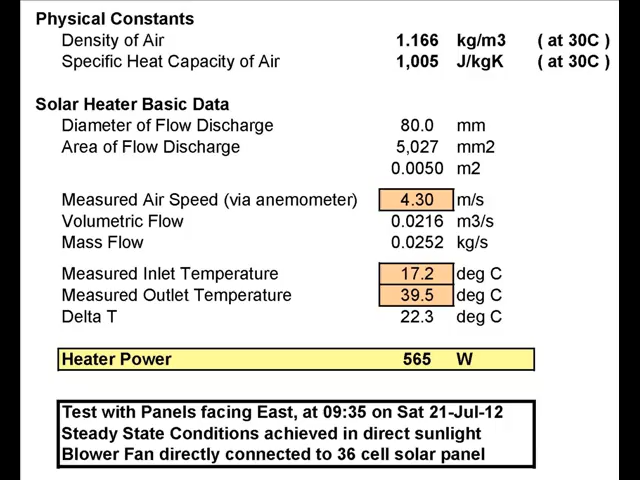 Physical Constants
Density of Air 1.166 kg/m3 ( at 30C )
Specific Heat Capacity of Air 1,005 J/kgK ( at 30C )
Solar Heater Basic Data
Diameter of Flow Discharge 80.0 mm
Area of Flow Discharge 5,027 mm2
0.0050 m2
Measured Air Speed (via anemometer) 4.30 m/s
Volumetric Flow 0.0216 m3/s
Mass Flow 0.0252 kg/s
Measured Inlet Temperature 17.2 deg C
Measured Outlet Temperature 39.5 deg C
Delta T 22.3 deg C
Heater Power 565 W
Test with Panels facing East, at 09:35 on Sat 21-Jul-12
Steady State Conditions achieved in direct sunlight
Blower Fan directly connected to 36 cell solar panel